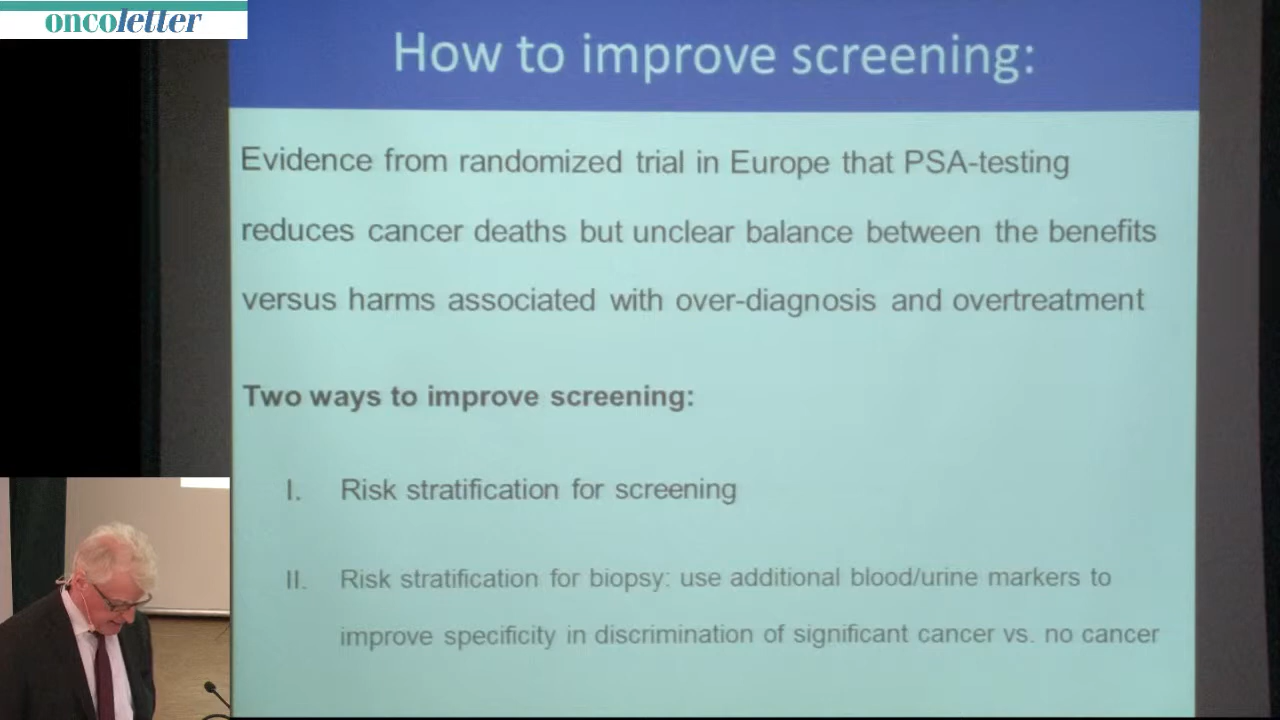 oncoletter
How to improve screening:
Evidence from randomized trial in Europe that PSA-testing
reduces cancer deaths but unclear balance between the benefits
versus harms associated with over-diagnosis and overtreatment
Two ways to improve screening:
I. Risk stratification for screening
II. Risk stratification for biopsy: use additional blood/urine markers to
improve specificity in discrimination of significant cancer vs. no cancer